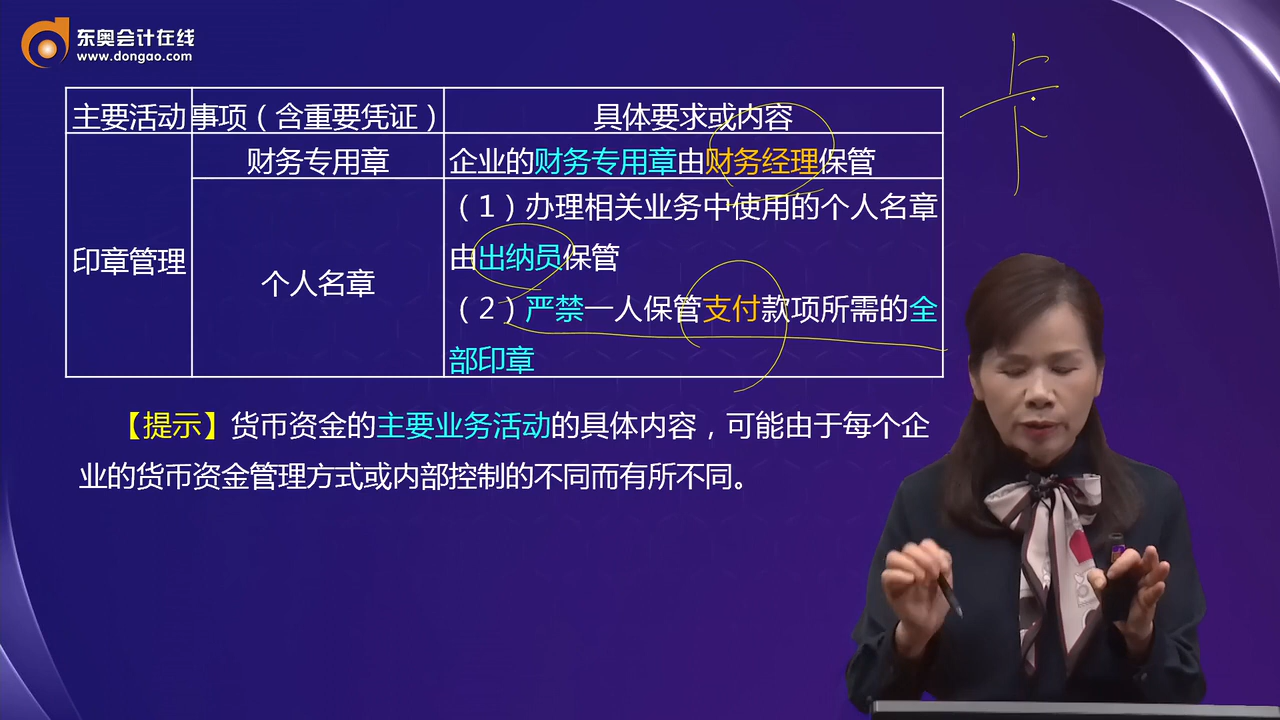 东奥会计在线
www.dongao.com
卡
主要活动 事项（含重要凭证） 具体要求或内容
印章管理 财务专用章 企业的财务专用章由财务经理保管
个人名章 （1）办理相关业务中使用的个人名章
由出纳员保管
（2）严禁一人保管支付款项所需的全
部印章
【提示】货币资金的主要业务活动的具体内容，可能由于每个企
业的货币资金管理方式或内部控制的不同而有所不同。